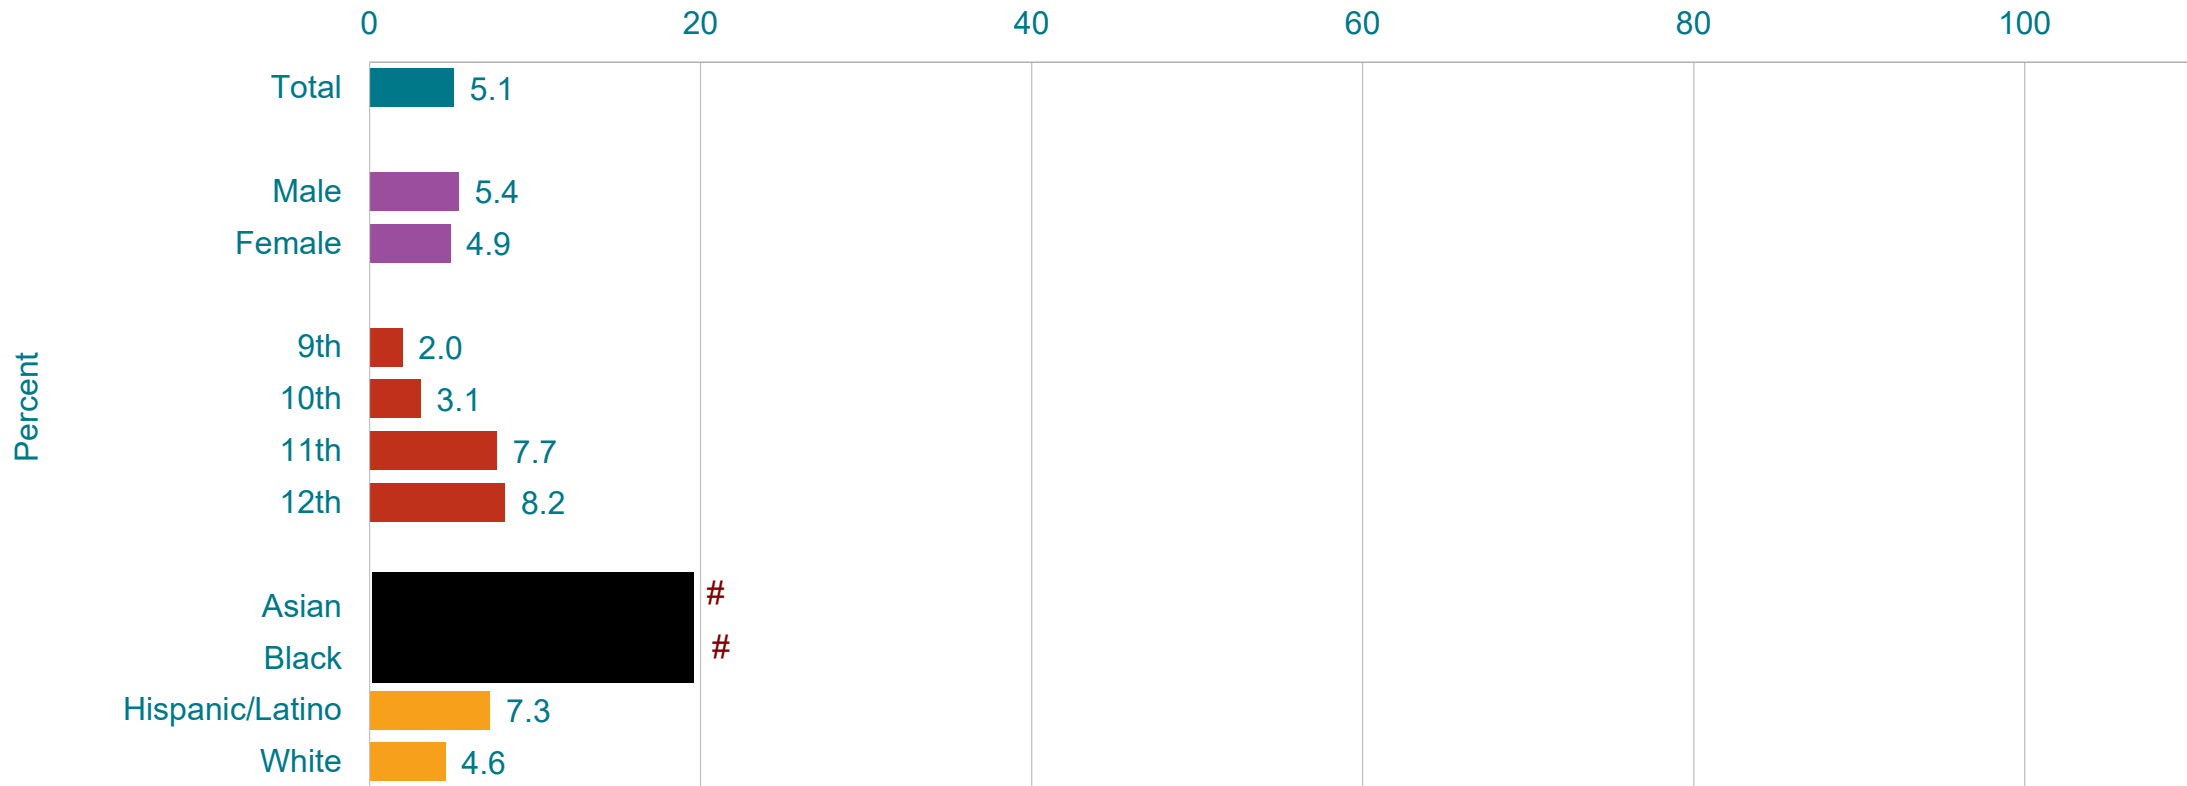 0 20 40 60 80 100
Total 5.1
Male 5.4
Female 4.9
Percent
9th 2.0
10th 3.1
11th 7.7
12th 8.2
Asian #
Black #
Hispanic/Latino 7.3
White 4.6